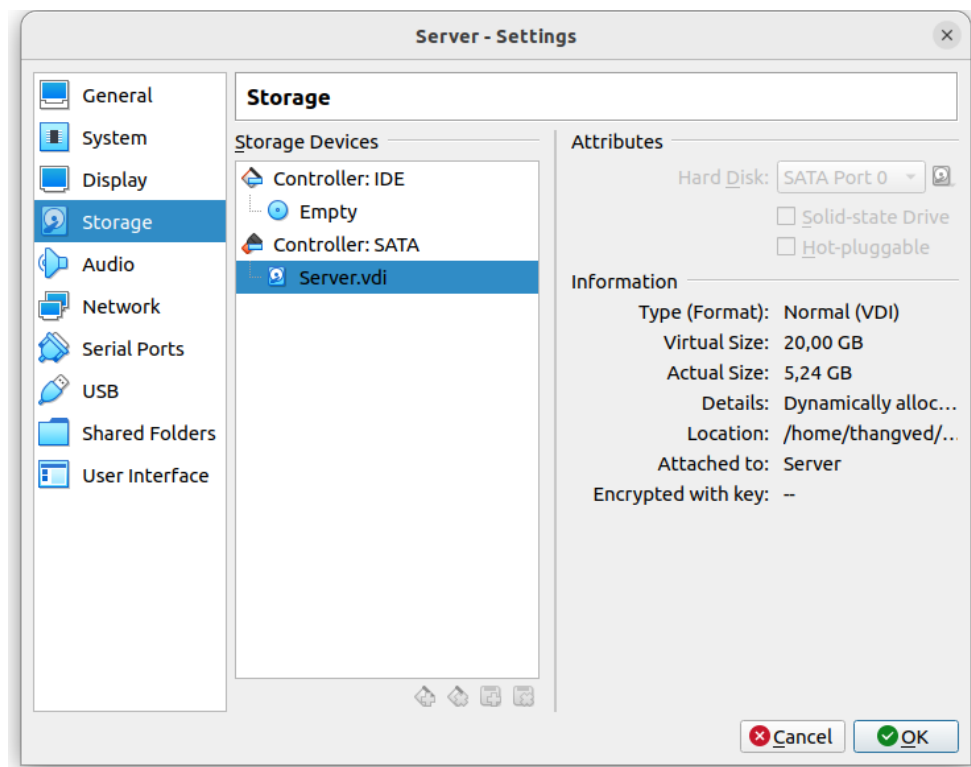 Server - Settings
General
System
Display
Storage
Audio
Network
Serial Ports
USB
Shared Folders
User Interface
Storage
Storage Devices
Controller: IDE
Empty
Controller: SATA
Server.vdi
Attributes
Hard Disk: SATA Port 0
Solid-state Drive
Hot-pluggable
Information
Type (Format): Normal (VDI)
Virtual Size: 20,00 GB
Actual Size: 5,24 GB
Details: Dynamically alloc...
Location: /home/thangved/...
Attached to: Server
Encrypted with key: --
Cancel
OK